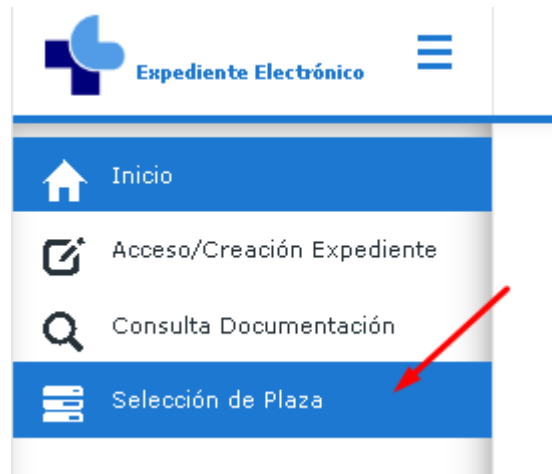 Expediente Electrónico
Inicio
Acceso/Creación Expediente
Consulta Documentación
Selección de Plaza